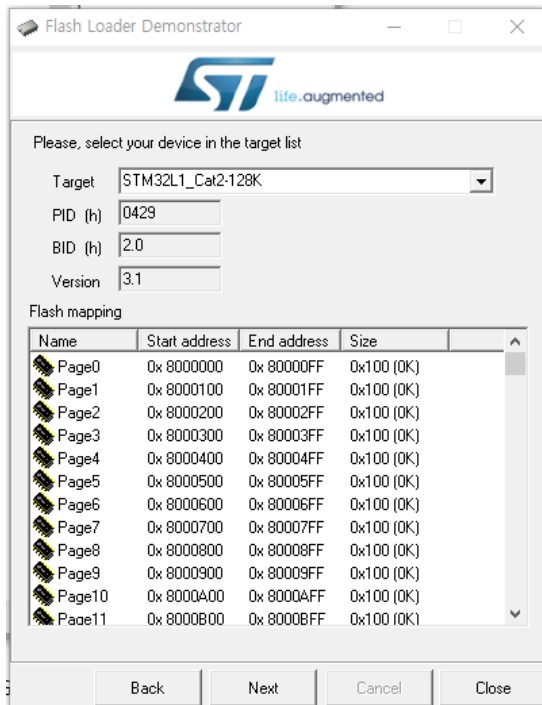 Flash Loader Demonstrator
life.augmented
Please, select your device in the target list
Target STM32L1_Cat2-128K
PID (h) 0429
BID (h) 2.0
Version 3.1
Flash mapping
Name Start address End address Size
Page0 0x 8000000 0x 80000FF 0x100 (0K)
Page1 0x 8000100 0x 80001FF 0x100 (0K)
Page2 0x 8000200 0x 80002FF 0x100 (0K)
Page3 0x 8000300 0x 80003FF 0x100 (0K)
Page4 0x 8000400 0x 80004FF 0x100 (0K)
Page5 0x 8000500 0x 80005FF 0x100 (0K)
Page6 0x 8000600 0x 80006FF 0x100 (0K)
Page7 0x 8000700 0x 80007FF 0x100 (0K)
Page8 0x 8000800 0x 80008FF 0x100 (0K)
Page9 0x 8000900 0x 80009FF 0x100 (0K)
Page10 0x 8000A00 0x 8000AFF 0x100 (0K)
Page11 0x 8000B00 0x 8000BFF 0x100 (0K)
Back Next Cancel Close